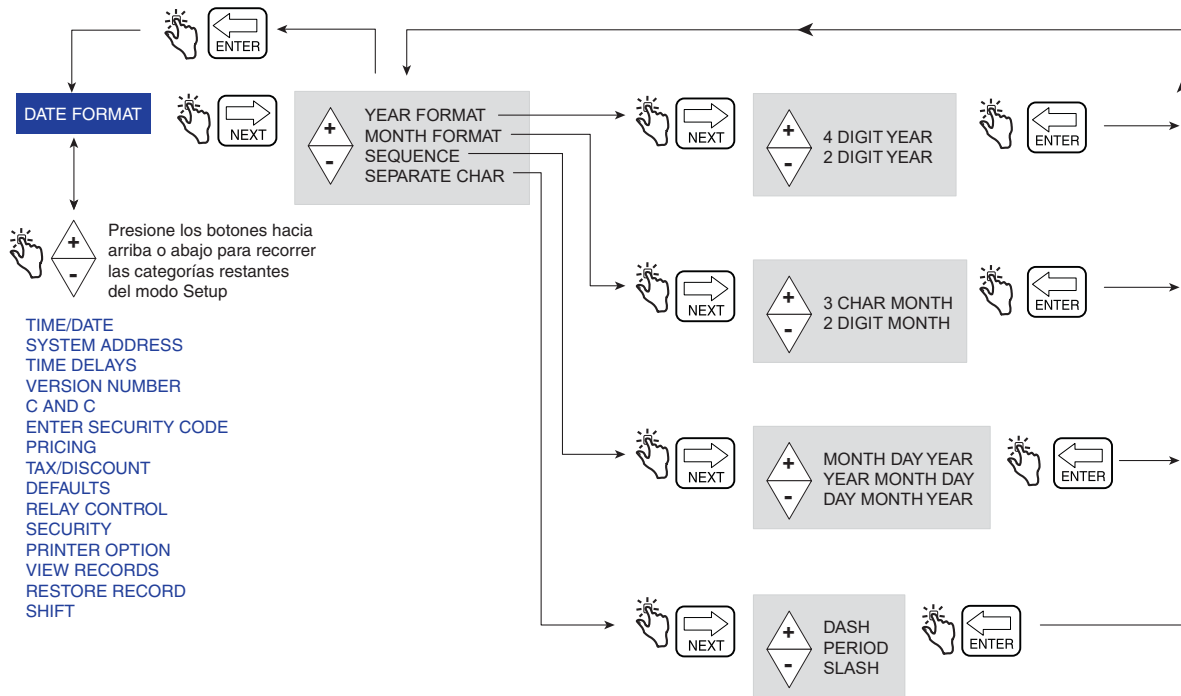 ENTER
DATE FORMAT
NEXT
+
-
YEAR FORMAT
MONTH FORMAT
SEQUENCE
SEPARATE CHAR
NEXT
+
-
4 DIGIT YEAR
2 DIGIT YEAR
ENTER
+
-
Presione los botones hacia
arriba o abajo para recorrer
las categorías restantes
del modo Setup
TIME/DATE
SYSTEM ADDRESS
TIME DELAYS
VERSION NUMBER
C AND C
ENTER SECURITY CODE
PRICING
TAX/DISCOUNT
DEFAULTS
RELAY CONTROL
SECURITY
PRINTER OPTION
VIEW RECORDS
RESTORE RECORD
SHIFT
NEXT
+
-
3 CHAR MONTH
2 DIGIT MONTH
ENTER
NEXT
+
-
MONTH DAY YEAR
YEAR MONTH DAY
DAY MONTH YEAR
ENTER
NEXT
+
-
DASH
PERIOD
SLASH
ENTER